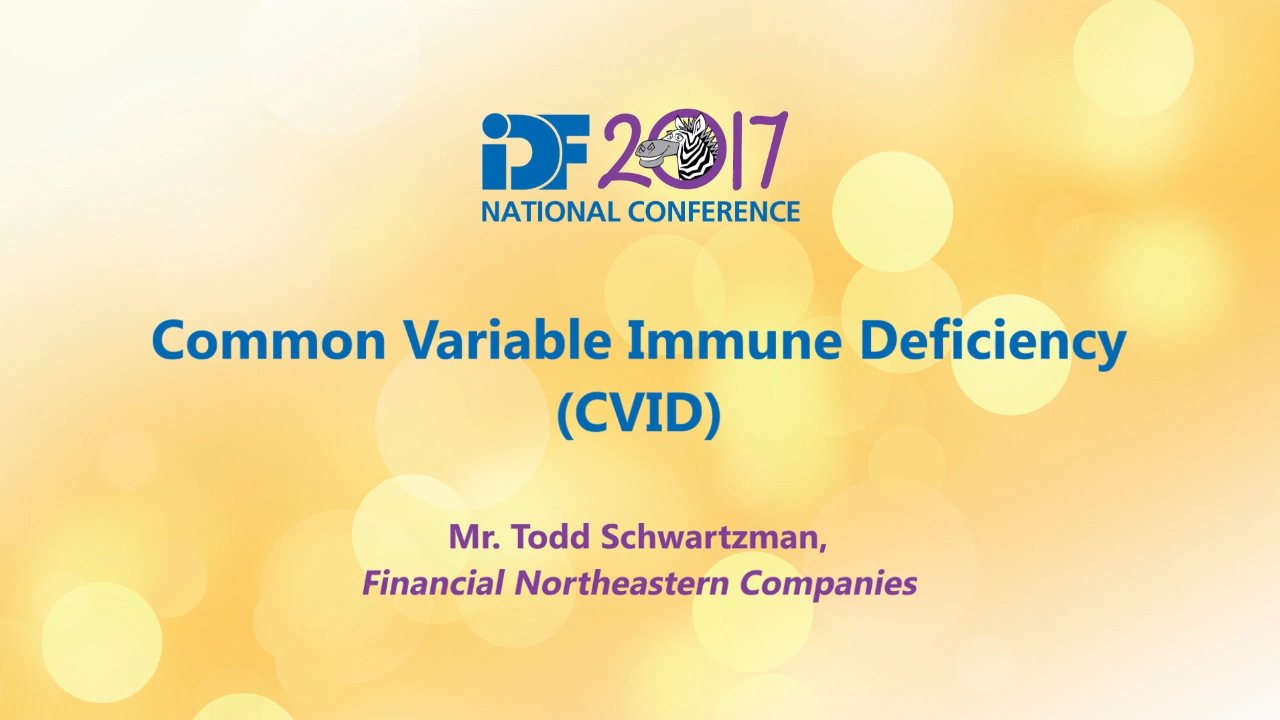 iDF 2017
NATIONAL CONFERENCE
Common Variable Immune Deficiency
(CVID)
Mr. Todd Schwartzman,
Financial Northeastern Companies